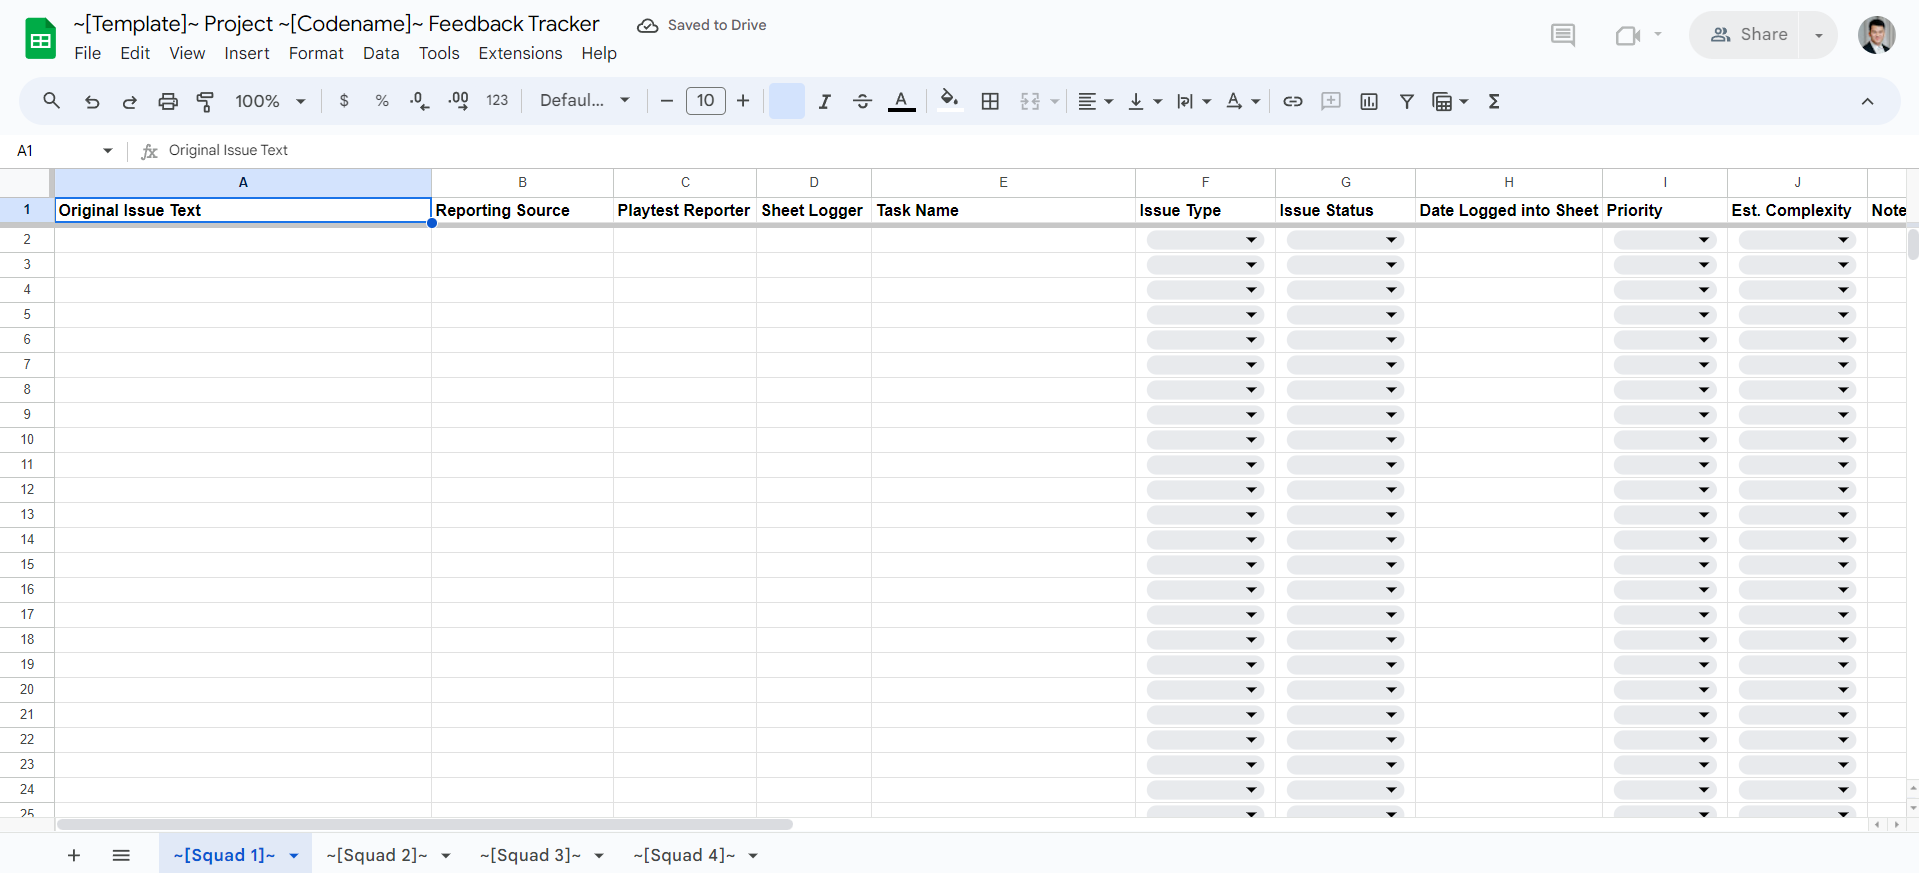 ~[Template]~ Project ~[Codename]~ Feedback Tracker
Saved to Drive
File Edit View Insert Format Data Tools Extensions Help
Share
100% $ % .0 .00 123 Defaul... 10 A A
A1 fx Original Issue Text
A B C D E F G H I J
1 Original Issue Text Reporting Source Playtest Reporter Sheet Logger Task Name Issue Type Issue Status Date Logged into Sheet Priority Est. Complexity Note
2
3
4
5
6
7
8
9
10
11
12
13
14
15
16
17
18
19
20
21
22
23
24
25
~[Squad 1]~ ~[Squad 2]~ ~[Squad 3]~ ~[Squad 4]~